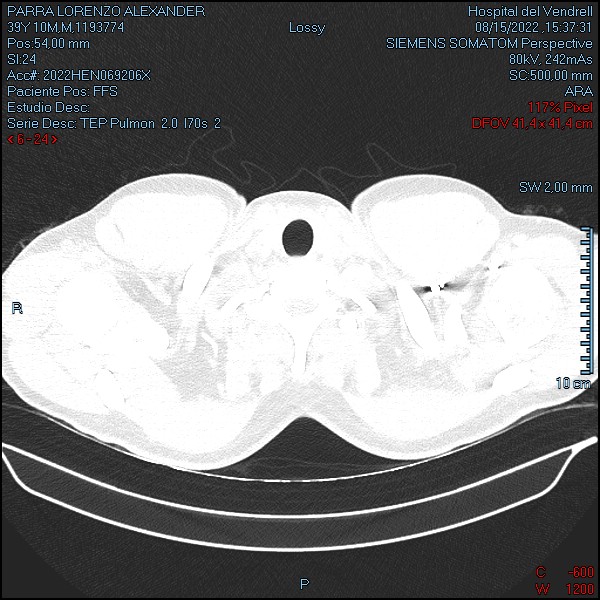 PARRA LORENZO ALEXANDER
39Y 10M,M,1193774
Pos:54,00 mm
SI:24
Acc#: 2022HEN069206X
Paciente Pos: FFS
Estudio Desc:
Serie Desc: TEP Pulmon 2.0 I70s 2
<6-24>
Lossy
Hospital del Vendrell
08/15/2022 ,15:37:31
SIEMENS SOMATOM Perspective
80kV, 242mAs
SC:500,00 mm
ARA
117% Pixel
DFOV 41,4 x 41,4 cm
SW 2,00 mm
R
10 cm
P
C -600
W 1200